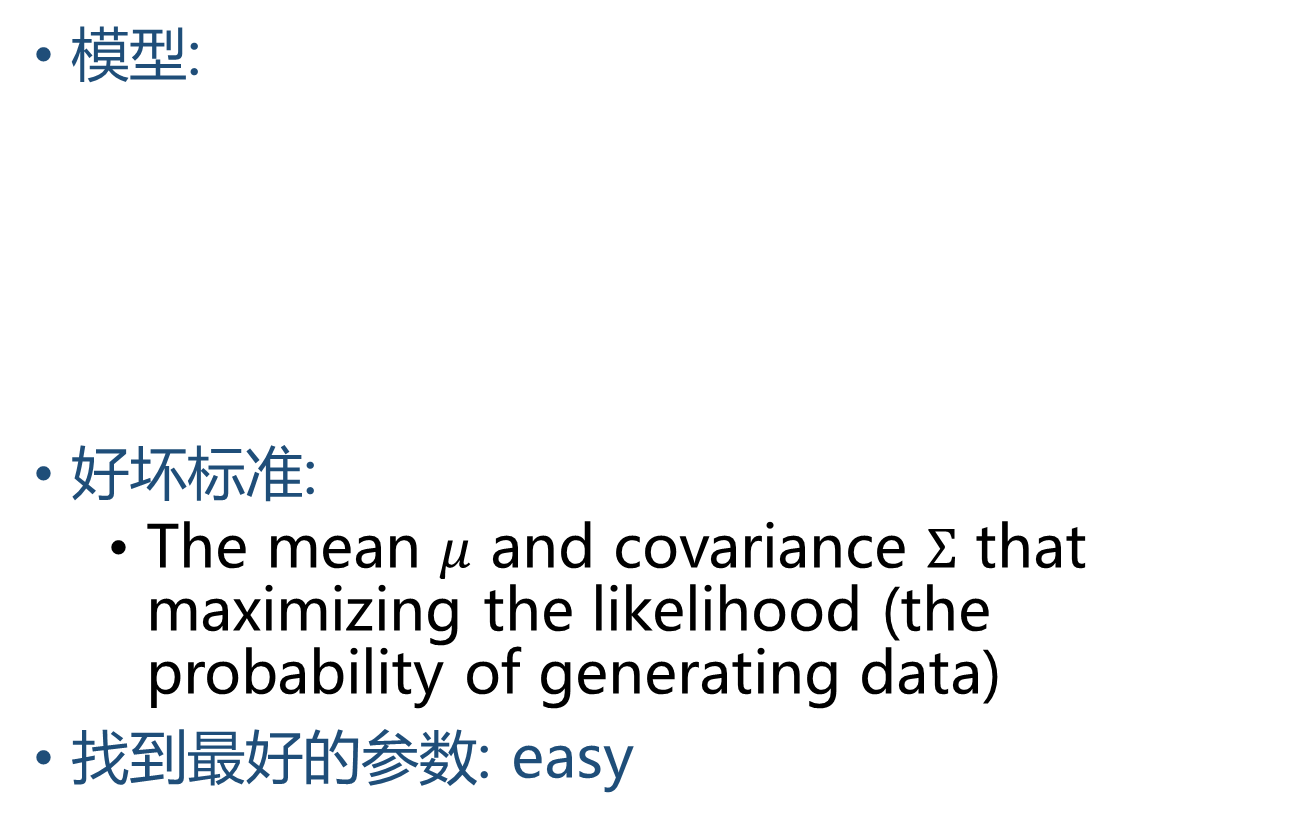 • 模型:
• 好坏标准:
• The mean 𝜇 and covariance Σ that
maximizing the likelihood (the
probability of generating data)
• 找到最好的参数: easy